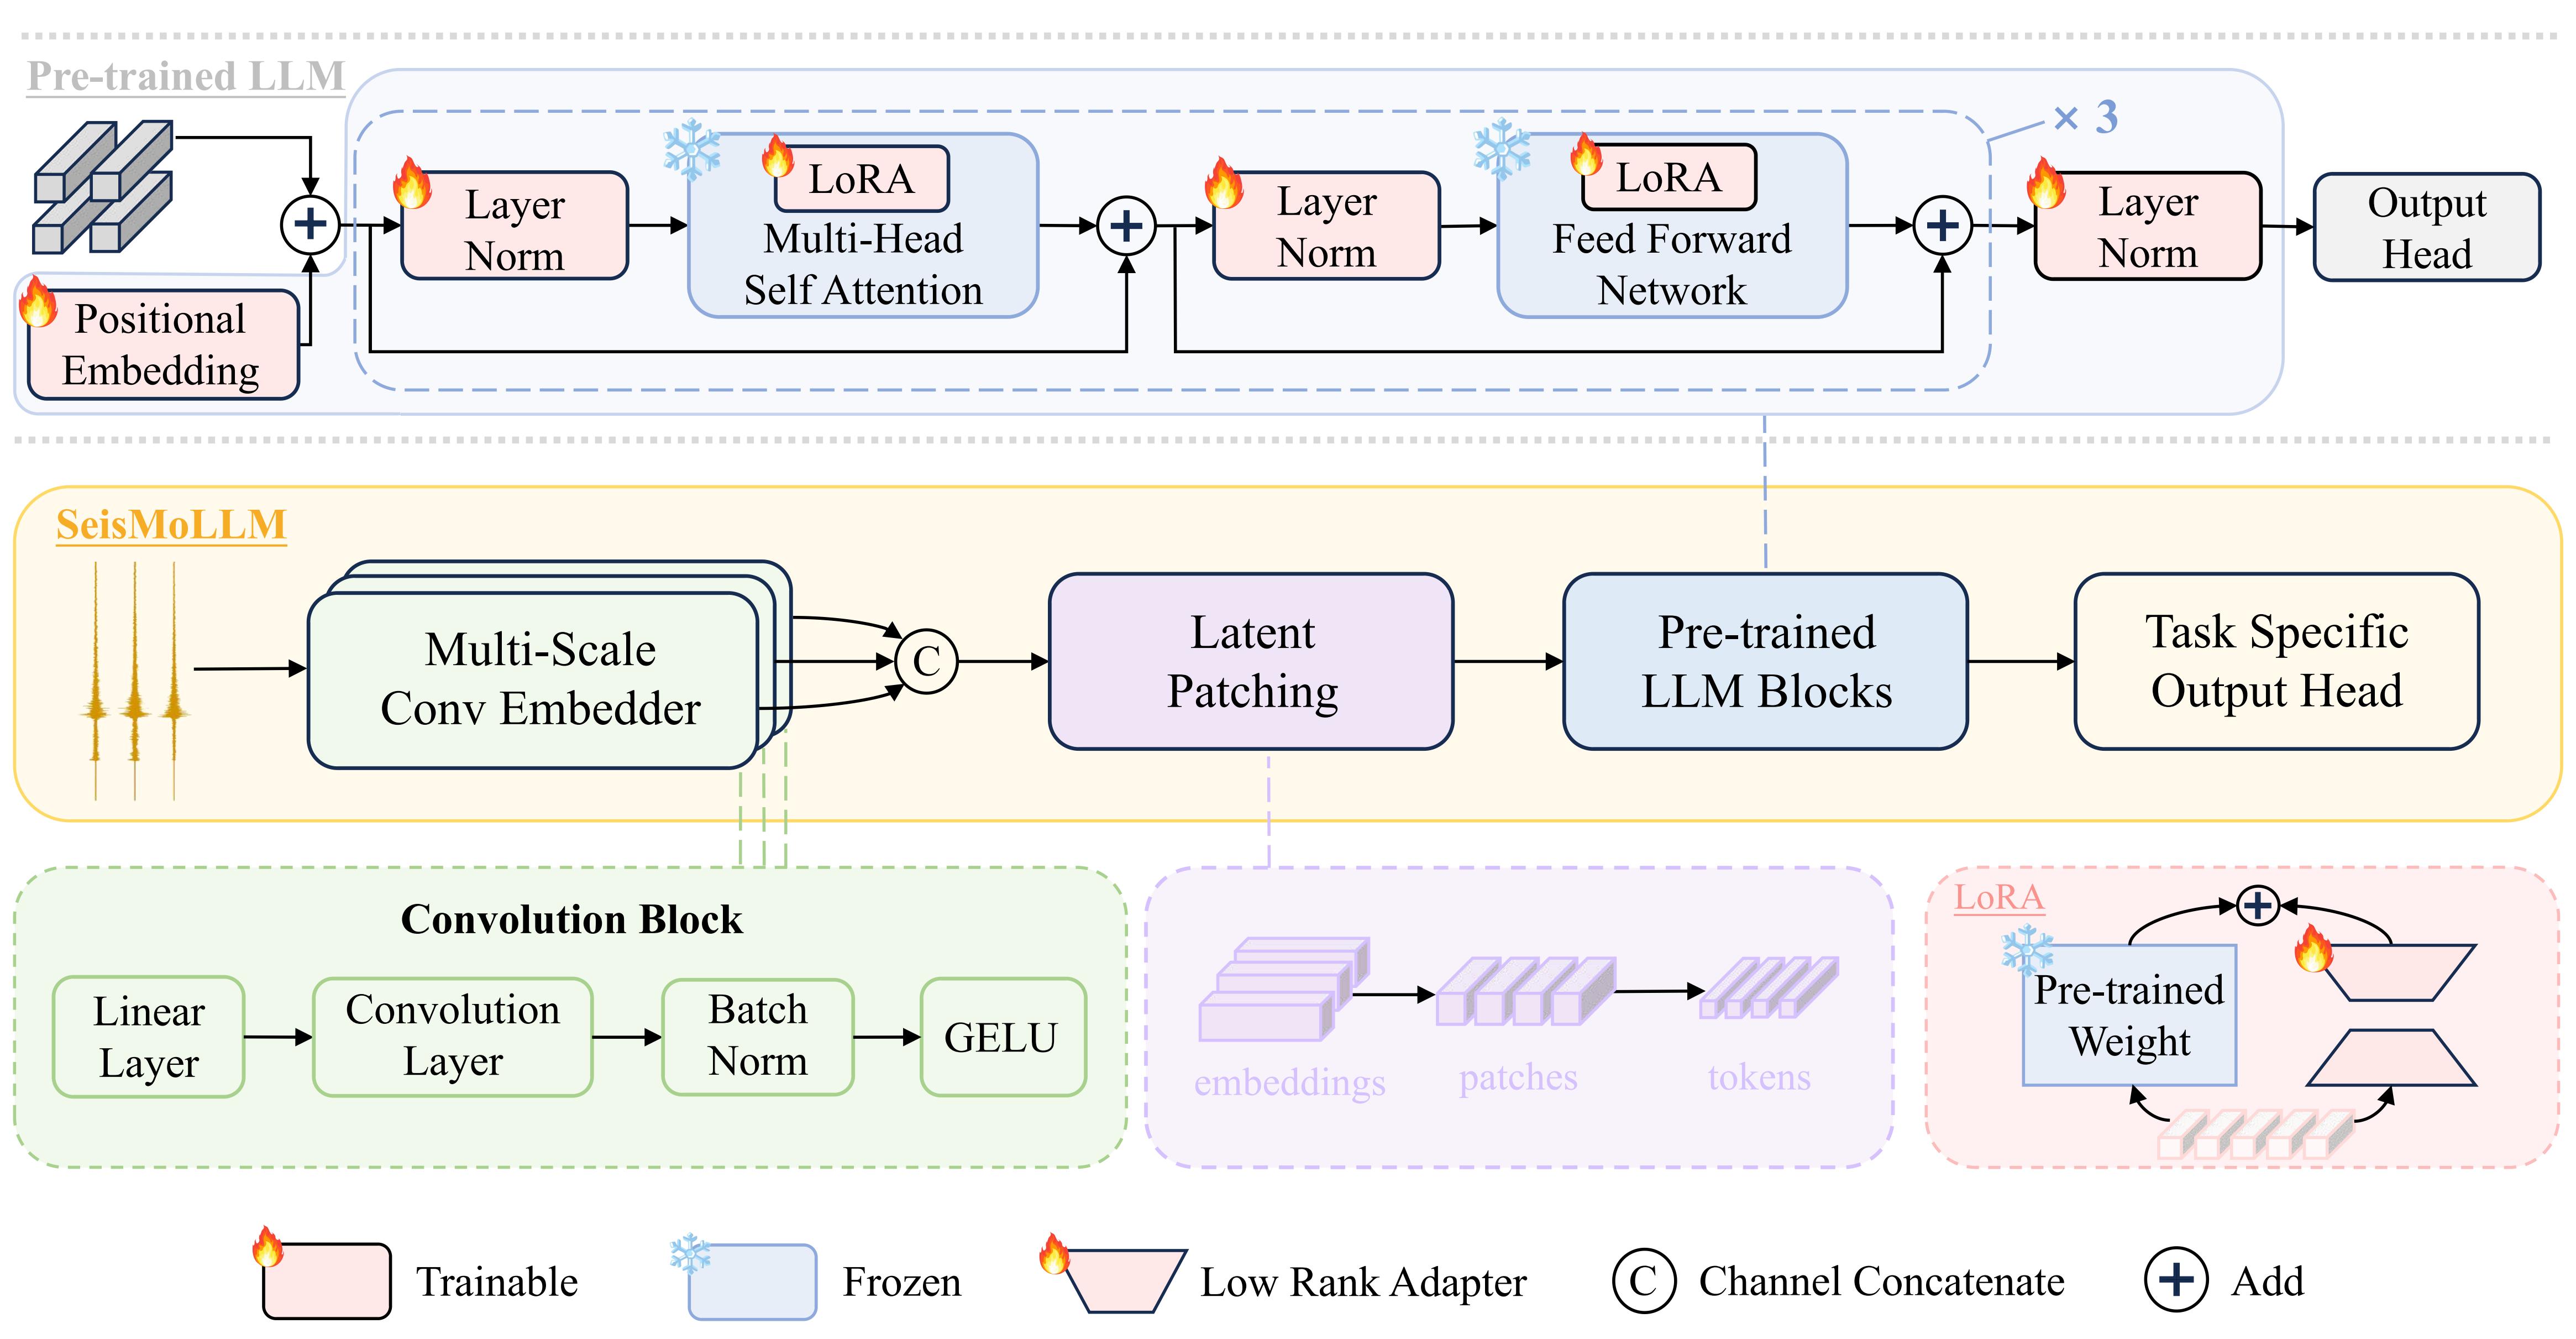 Pre-trained LLM
× 3
LoRA
LoRA
Layer
Norm
Multi-Head
Self Attention
Layer
Norm
Feed Forward
Network
Layer
Norm
Output
Head
Positional
Embedding
SeisMoLLM
Multi-Scale
Conv Embedder
C
Latent
Patching
Pre-trained
LLM Blocks
Task Specific
Output Head
Convolution Block
Linear
Layer
Convolution
Layer
Batch
Norm
GELU
embeddings
patches
tokens
LoRA
Pre-trained
Weight
Trainable
Frozen
Low Rank Adapter
C
Channel Concatenate
Add